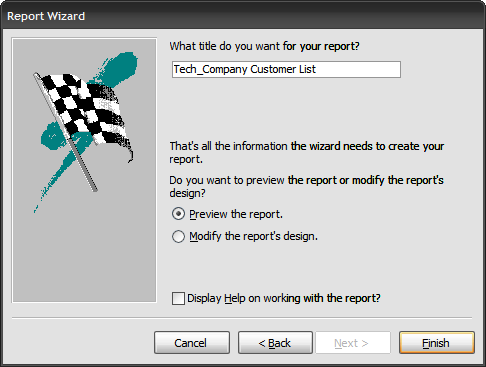 Report Wizard
What title do you want for your report?
Tech_Company Customer List
That's all the information the wizard needs to create your
report.
Do you want to preview the report or modify the report's
design?
Preview the report.
Modify the report's design.
Display Help on working with the report?
Cancel
< Back
Next >
Finish